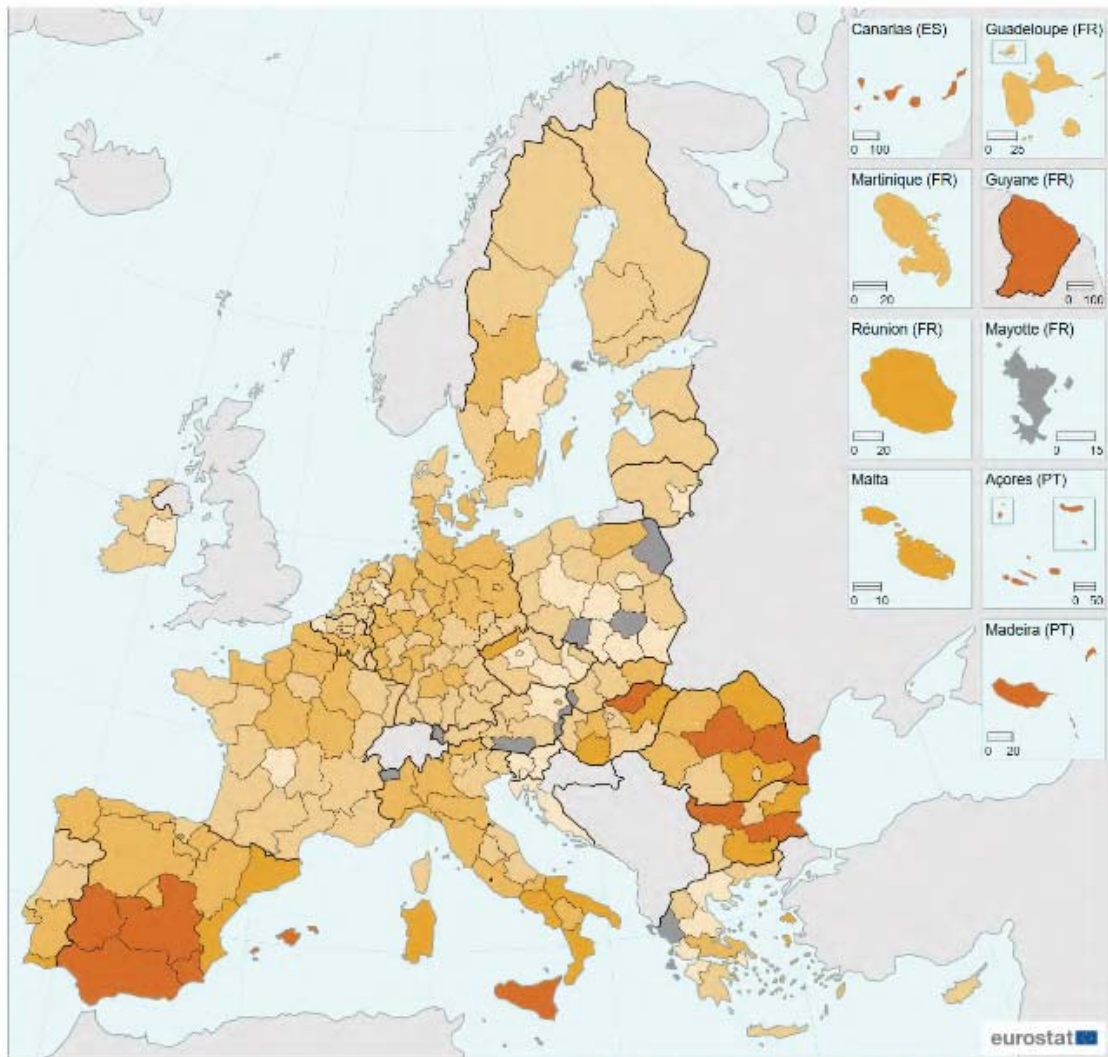 Canarias (ES)
0 100
Guadeloupe (FR)
0 25
Martinique (FR)
0 20
Guyane (FR)
0 100
Réunion (FR)
0 20
Mayotte (FR)
0 15
Malta
0 10
Açores (PT)
0 50
Madeira (PT)
0 20
eurostat